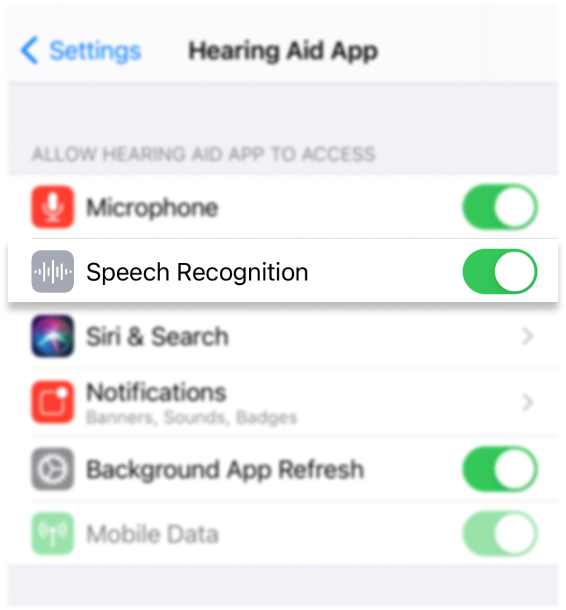 Settings
Hearing Aid App
ALLOW HEARING AID APP TO ACCESS
Microphone
Speech Recognition
Siri & Search
Notifications
Banners, Sounds, Badges
Background App Refresh
Mobile Data